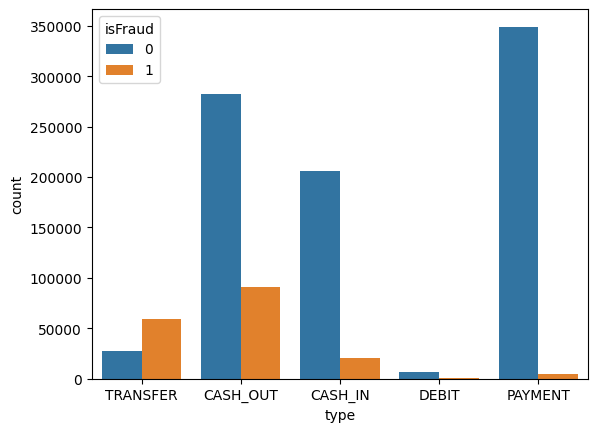 isFraud
0
1
350000
300000
250000
200000
150000
100000
50000
0
count
TRANSFER CASH_OUT CASH_IN DEBIT PAYMENT
type